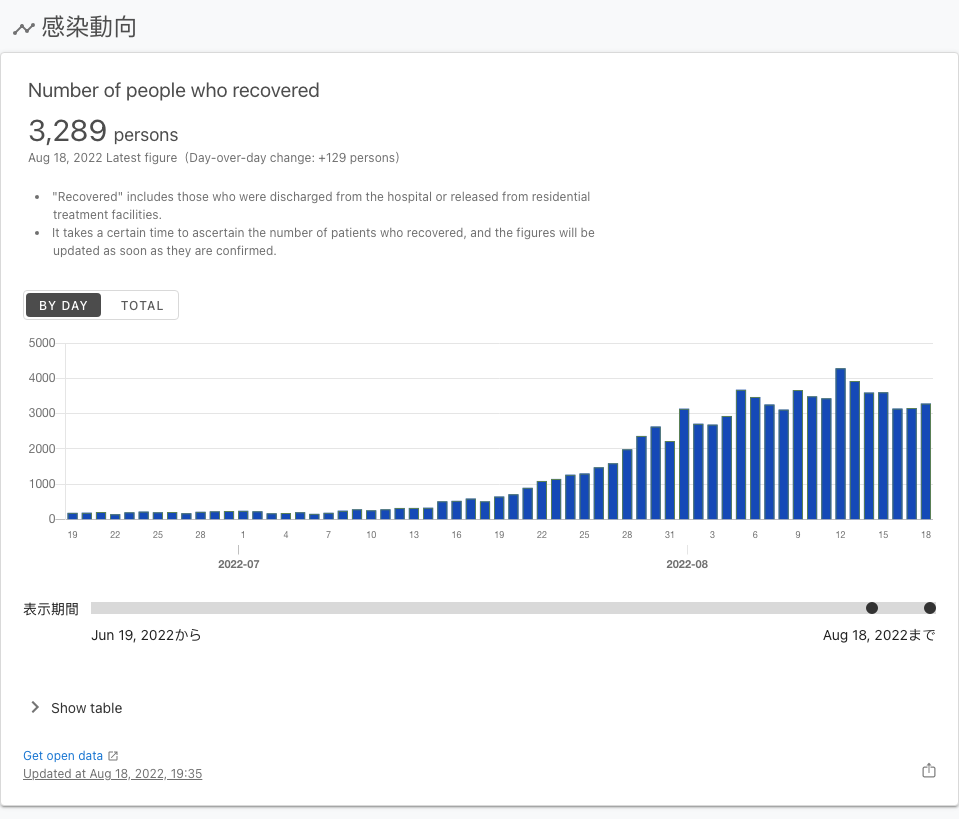 感染動向
Number of people who recovered
3,289 persons
Aug 18, 2022 Latest figure (Day-over-day change: +129 persons)
• "Recovered" includes those who were discharged from the hospital or released from residential
treatment facilities.
• It takes a certain time to ascertain the number of patients who recovered, and the figures will be
updated as soon as they are confirmed.
BY DAY TOTAL
5000
4000
3000
2000
1000
0
19 22 25 28 1 4 7 10 13 16 19 22 25 28 31 3 6 9 12 15 18
2022-07 2022-08
表示期間
Jun 19, 2022から Aug 18, 2022まで
Show table
Get open data
Updated at Aug 18, 2022, 19:35